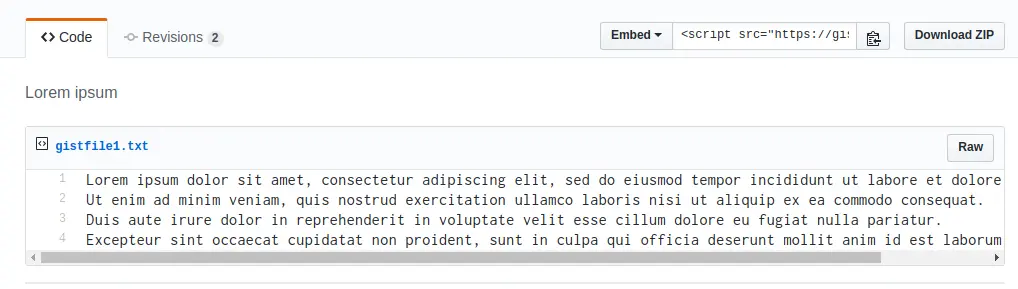 Code
Revisions 2
Embed
<script src="https://gis
Download ZIP
Lorem ipsum
gistfile1.txt
Raw
1 Lorem ipsum dolor sit amet, consectetur adipiscing elit, sed do eiusmod tempor incididunt ut labore et dolore
2 Ut enim ad minim veniam, quis nostrud exercitation ullamco laboris nisi ut aliquip ex ea commodo consequat.
3 Duis aute irure dolor in reprehenderit in voluptate velit esse cillum dolore eu fugiat nulla pariatur.
4 Excepteur sint occaecat cupidatat non proident, sunt in culpa qui officia deserunt mollit anim id est laborum